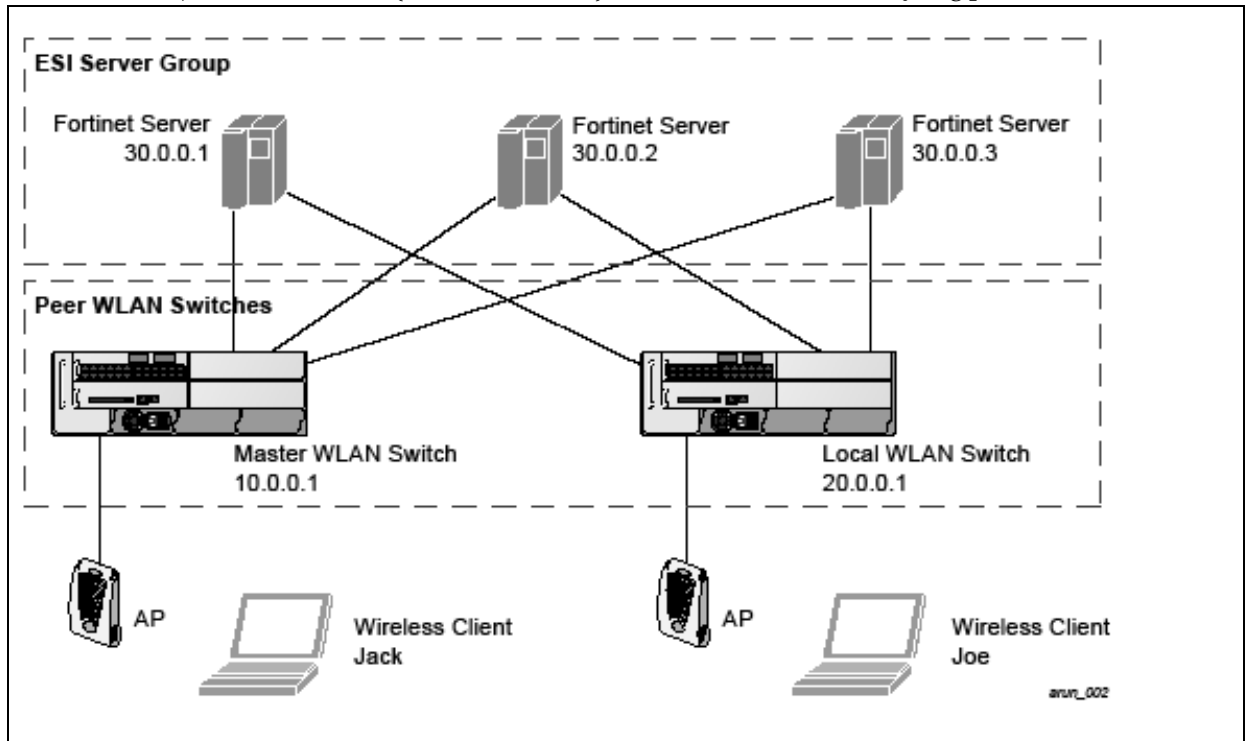 ESI Server Group
Fortinet Server
30.0.0.1
Fortinet Server
30.0.0.2
Fortinet Server
30.0.0.3
Peer WLAN Switches
Master WLAN Switch
10.0.0.1
Local WLAN Switch
20.0.0.1
AP
Wireless Client
Jack
AP
Wireless Client
Joe
arun_002